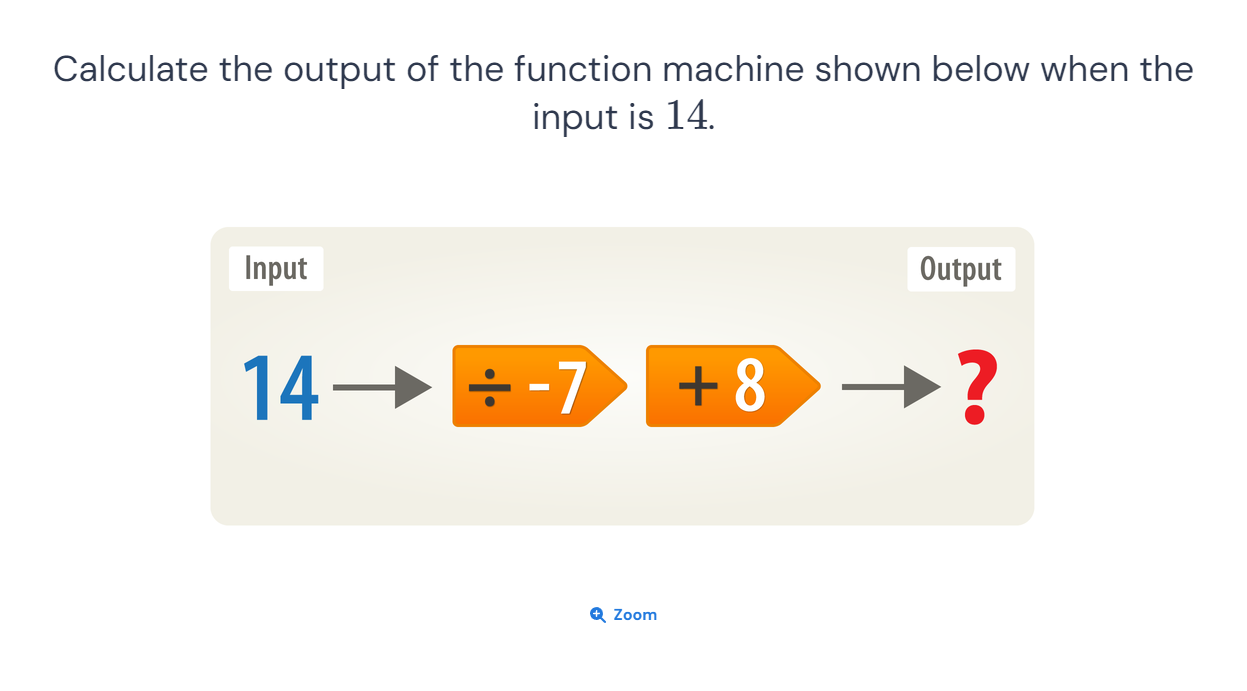 Calculate the output of the function machine shown below when the
input is 14.
Input
Output
14
÷ -7
+ 8
?
Zoom